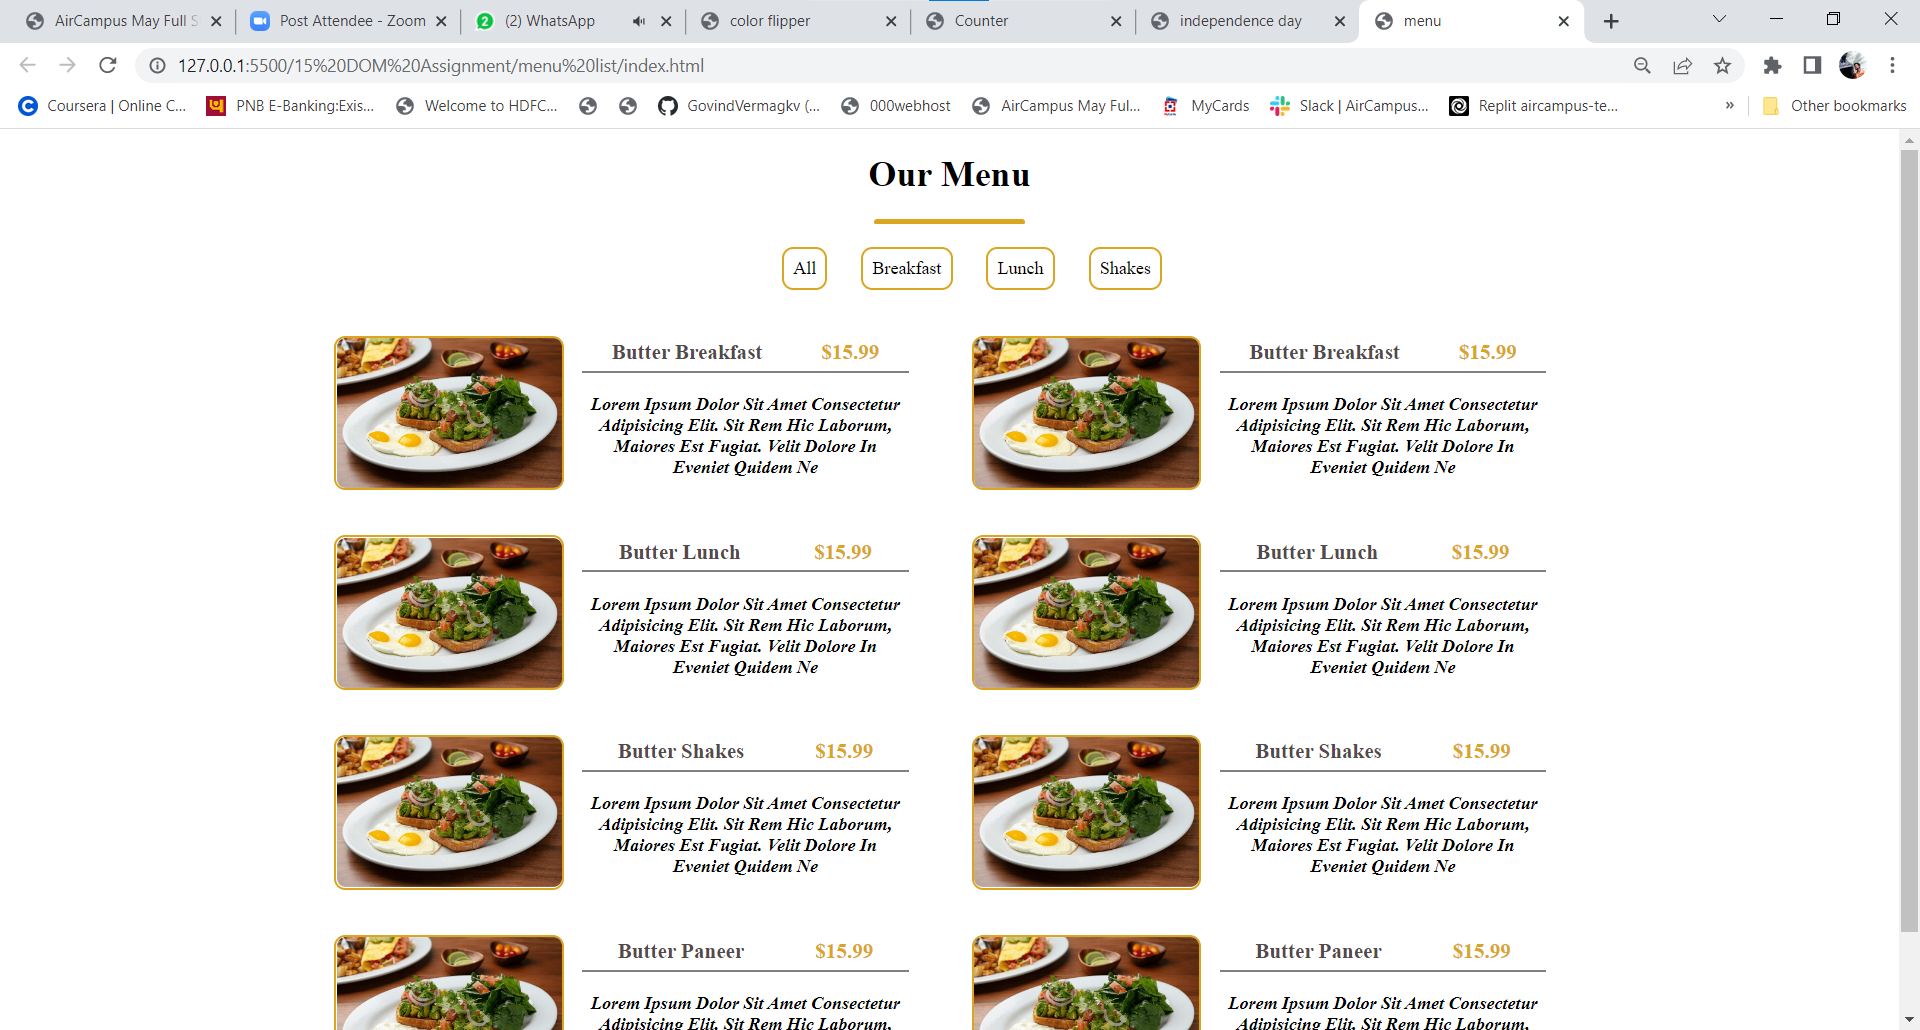 AirCampus May Full S
Post Attendee - Zoom
2 (2) WhatsApp
color flipper
Counter
independence day
menu
127.0.0.1:5500/15%20DOM%20Assignment/menu%20list/index.html
Coursera | Online C...
PNB E-Banking:Exis...
Welcome to HDFC...
GovindVermagkv (...
000webhost
AirCampus May Ful...
MyCards
Slack | AirCampus...
Replit aircampus-te...
»
Other bookmarks
Our Menu
All
Breakfast
Lunch
Shakes
Butter Breakfast $15.99
Lorem Ipsum Dolor Sit Amet Consectetur
Adipisicing Elit. Sit Rem Hic Laborum,
Maiores Est Fugiat. Velit Dolore In
Eveniet Quidem Ne
Butter Breakfast $15.99
Lorem Ipsum Dolor Sit Amet Consectetur
Adipisicing Elit. Sit Rem Hic Laborum,
Maiores Est Fugiat. Velit Dolore In
Eveniet Quidem Ne
Butter Lunch $15.99
Lorem Ipsum Dolor Sit Amet Consectetur
Adipisicing Elit. Sit Rem Hic Laborum,
Maiores Est Fugiat. Velit Dolore In
Eveniet Quidem Ne
Butter Lunch $15.99
Lorem Ipsum Dolor Sit Amet Consectetur
Adipisicing Elit. Sit Rem Hic Laborum,
Maiores Est Fugiat. Velit Dolore In
Eveniet Quidem Ne
Butter Shakes $15.99
Lorem Ipsum Dolor Sit Amet Consectetur
Adipisicing Elit. Sit Rem Hic Laborum,
Maiores Est Fugiat. Velit Dolore In
Eveniet Quidem Ne
Butter Shakes $15.99
Lorem Ipsum Dolor Sit Amet Consectetur
Adipisicing Elit. Sit Rem Hic Laborum,
Maiores Est Fugiat. Velit Dolore In
Eveniet Quidem Ne
Butter Paneer $15.99
Lorem Ipsum Dolor Sit Amet Consectetur
Adipisicing Elit. Sit Rem Hic Laborum,
Butter Paneer $15.99
Lorem Ipsum Dolor Sit Amet Consectetur
Adipisicing Elit. Sit Rem Hic Laborum,